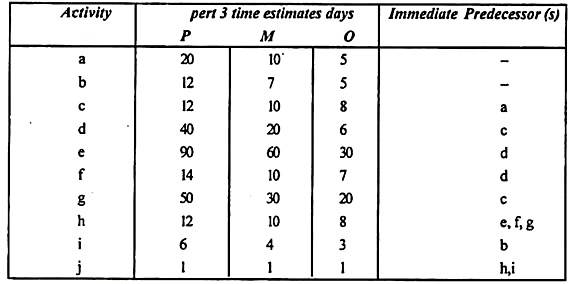 Activity pert 3 time estimates days Immediate Predecessor (s)
P M O
a 20 10 5 –
b 12 7 5 –
c 12 10 8 a
d 40 20 6 c
e 90 60 30 d
f 14 10 7 d
g 50 30 20 c
h 12 10 8 e, f, g
i 6 4 3 b
j 1 1 1 h,i